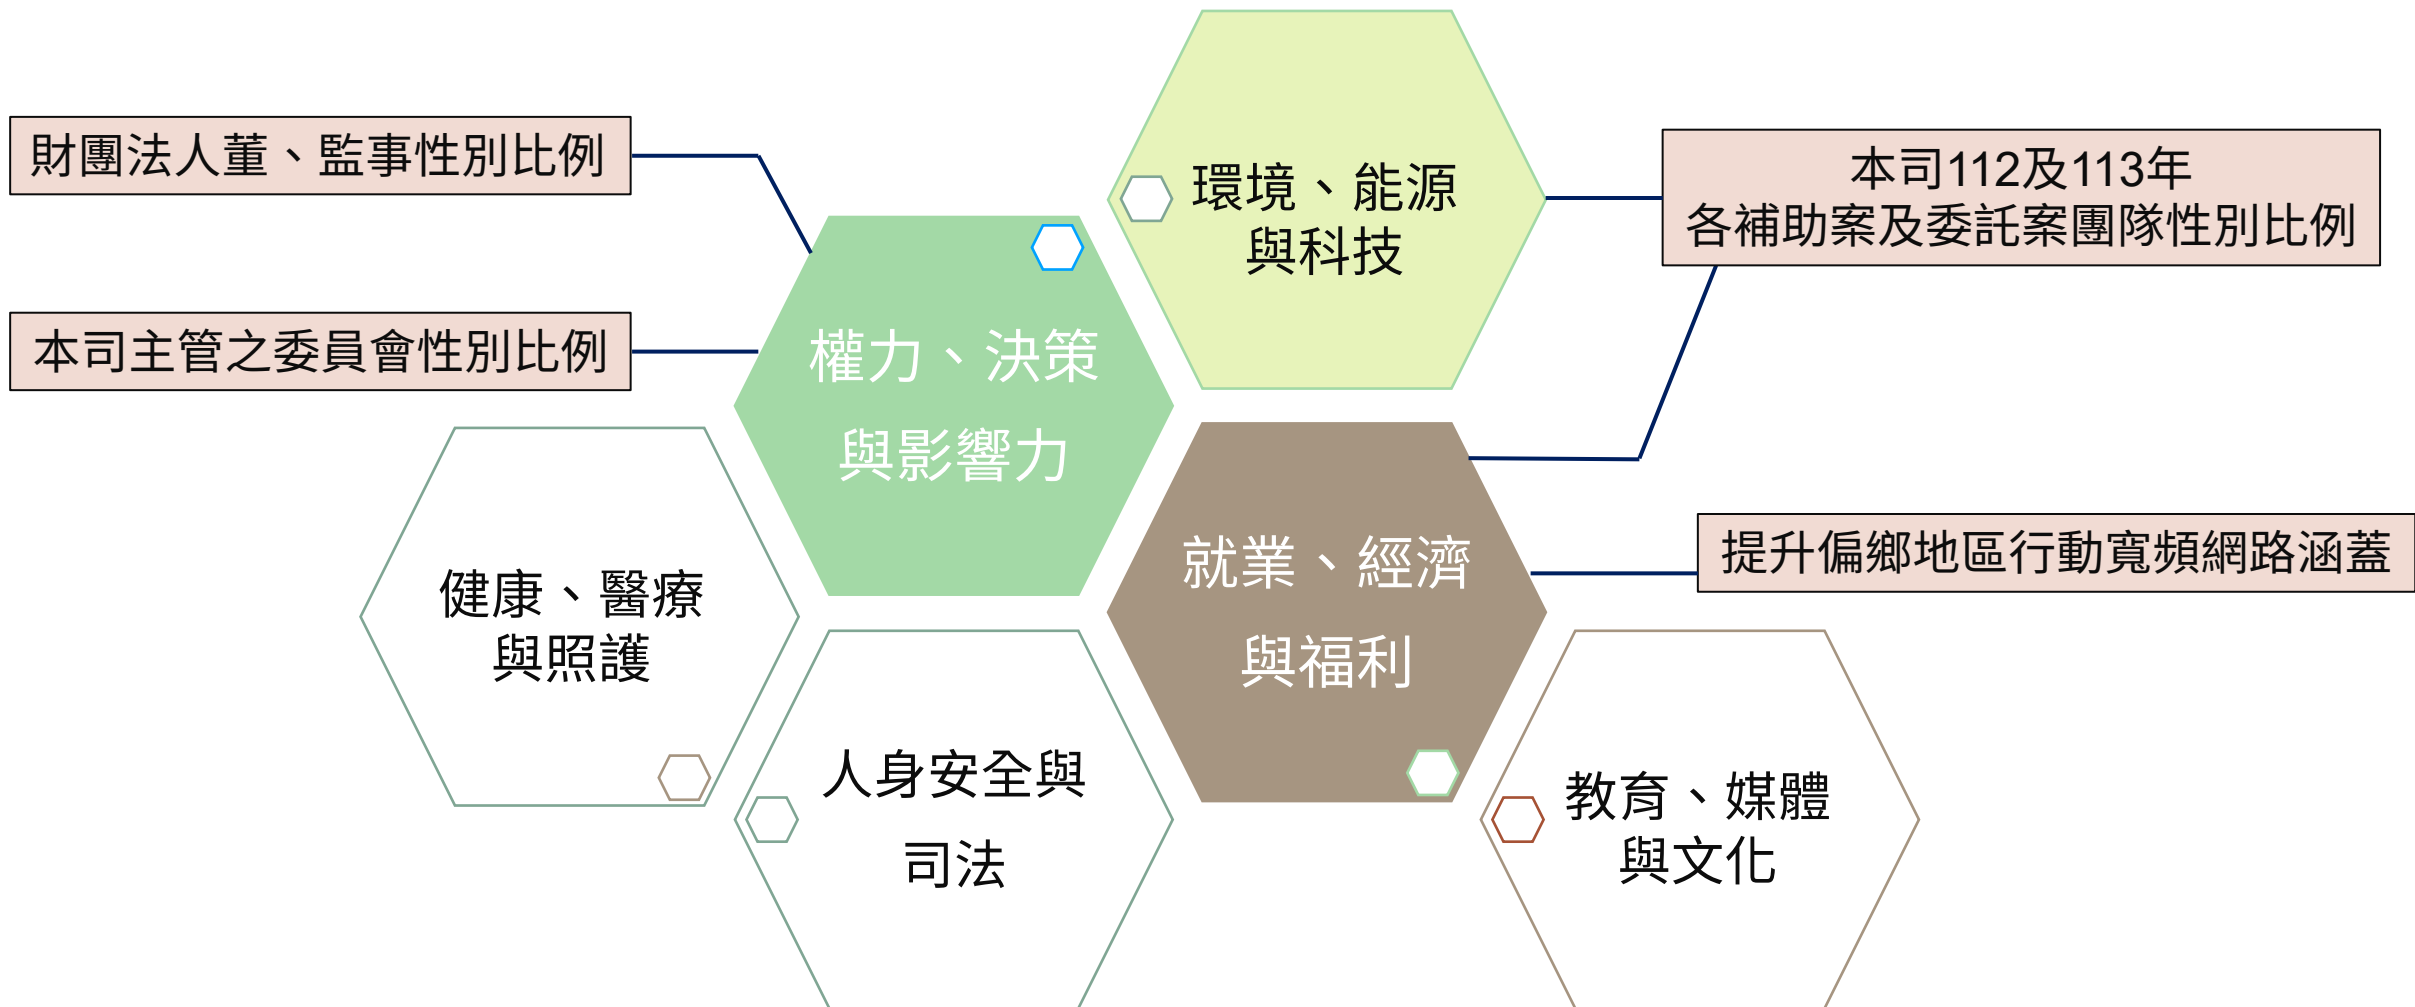 財團法人董、監事性別比例
本司主管之委員會性別比例
權力、決策
與影響力
環境、能源
與科技
本司112及113年
各補助案及委託案團隊性別比例
健康、醫療
與照護
人身安全與
司法
就業、經濟
與福利
提升偏鄉地區行動寬頻網路涵蓋
教育、媒體
與文化